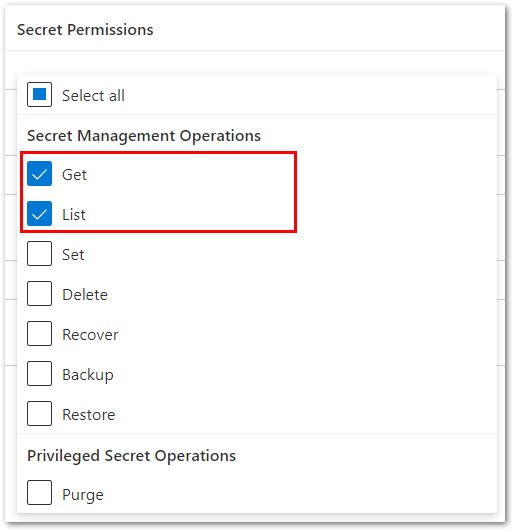 Secret Permissions
Select all
Secret Management Operations
Get
List
Set
Delete
Recover
Backup
Restore
Privileged Secret Operations
Purge